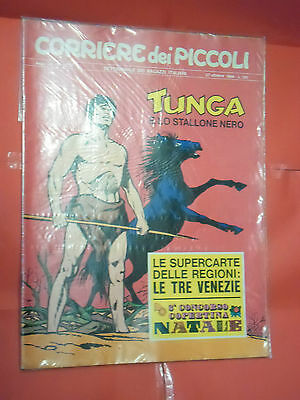 CORRIERE dei PICCOLI
SETTIMANALE DEI RAGAZZI ITALIANI
TUNGA
E LO STALLONE NERO
LE SUPERCARTE
DELLE REGIONI:
LE TRE VENEZIE
3° CONCORSO
COPERTINA
NATALE